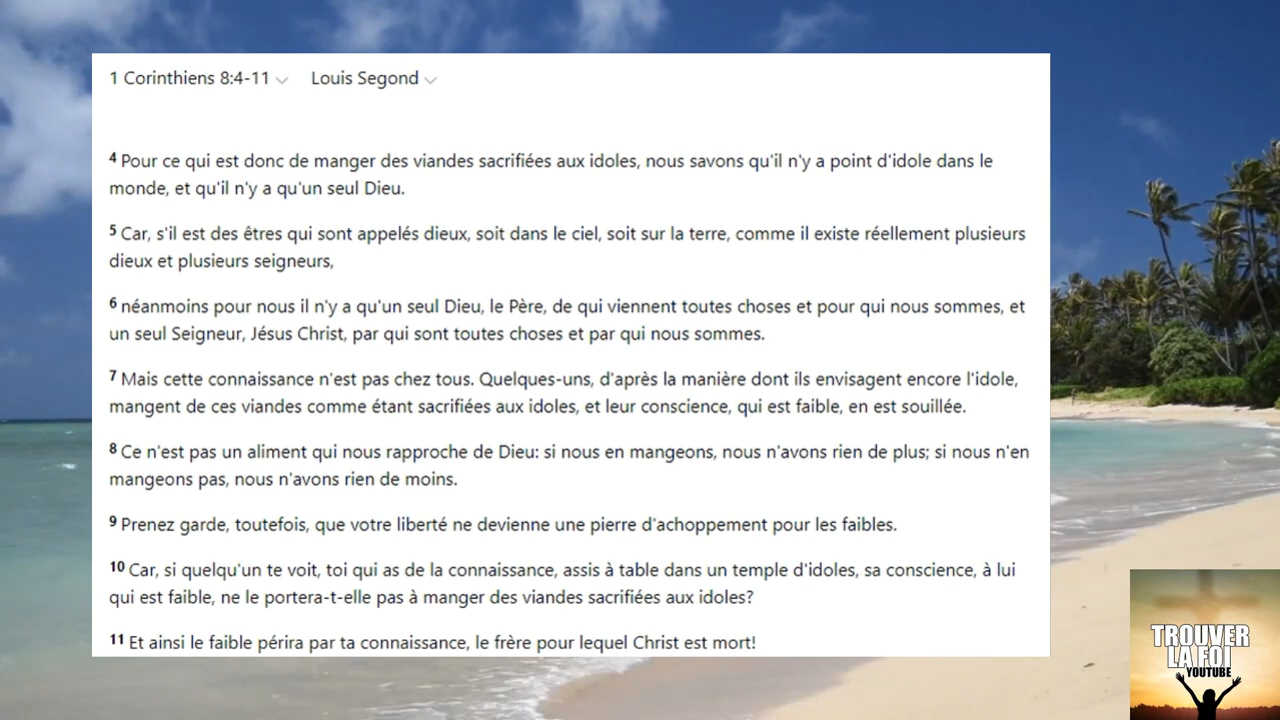 1 Corinthiens 8:4-11 Louis Segond
4 Pour ce qui est donc de manger des viandes sacrifiées aux idoles, nous savons qu'il n'y a point d'idole dans le
monde, et qu'il n'y a qu'un seul Dieu.
5 Car, s'il est des êtres qui sont appelés dieux, soit dans le ciel, soit sur la terre, comme il existe réellement plusieurs
dieux et plusieurs seigneurs,
6 néanmoins pour nous il n'y a qu'un seul Dieu, le Père, de qui viennent toutes choses et pour qui nous sommes, et
un seul Seigneur, Jésus Christ, par qui sont toutes choses et par qui nous sommes.
7 Mais cette connaissance n'est pas chez tous. Quelques-uns, d'après la manière dont ils envisagent encore l'idole,
mangent de ces viandes comme étant sacrifiées aux idoles, et leur conscience, qui est faible, en est souillée.
8 Ce n'est pas un aliment qui nous rapproche de Dieu: si nous en mangeons, nous n'avons rien de plus; si nous n'en
mangeons pas, nous n'avons rien de moins.
9 Prenez garde, toutefois, que votre liberté ne devienne une pierre d'achoppement pour les faibles.
10 Car, si quelqu'un te voit, toi qui as de la connaissance, assis à table dans un temple d'idoles, sa conscience, à lui
qui est faible, ne le portera-t-elle pas à manger des viandes sacrifiées aux idoles?
11 Et ainsi le faible périra par ta connaissance, le frère pour lequel Christ est mort!
TROUVER
LA FOI
YOUTUBE